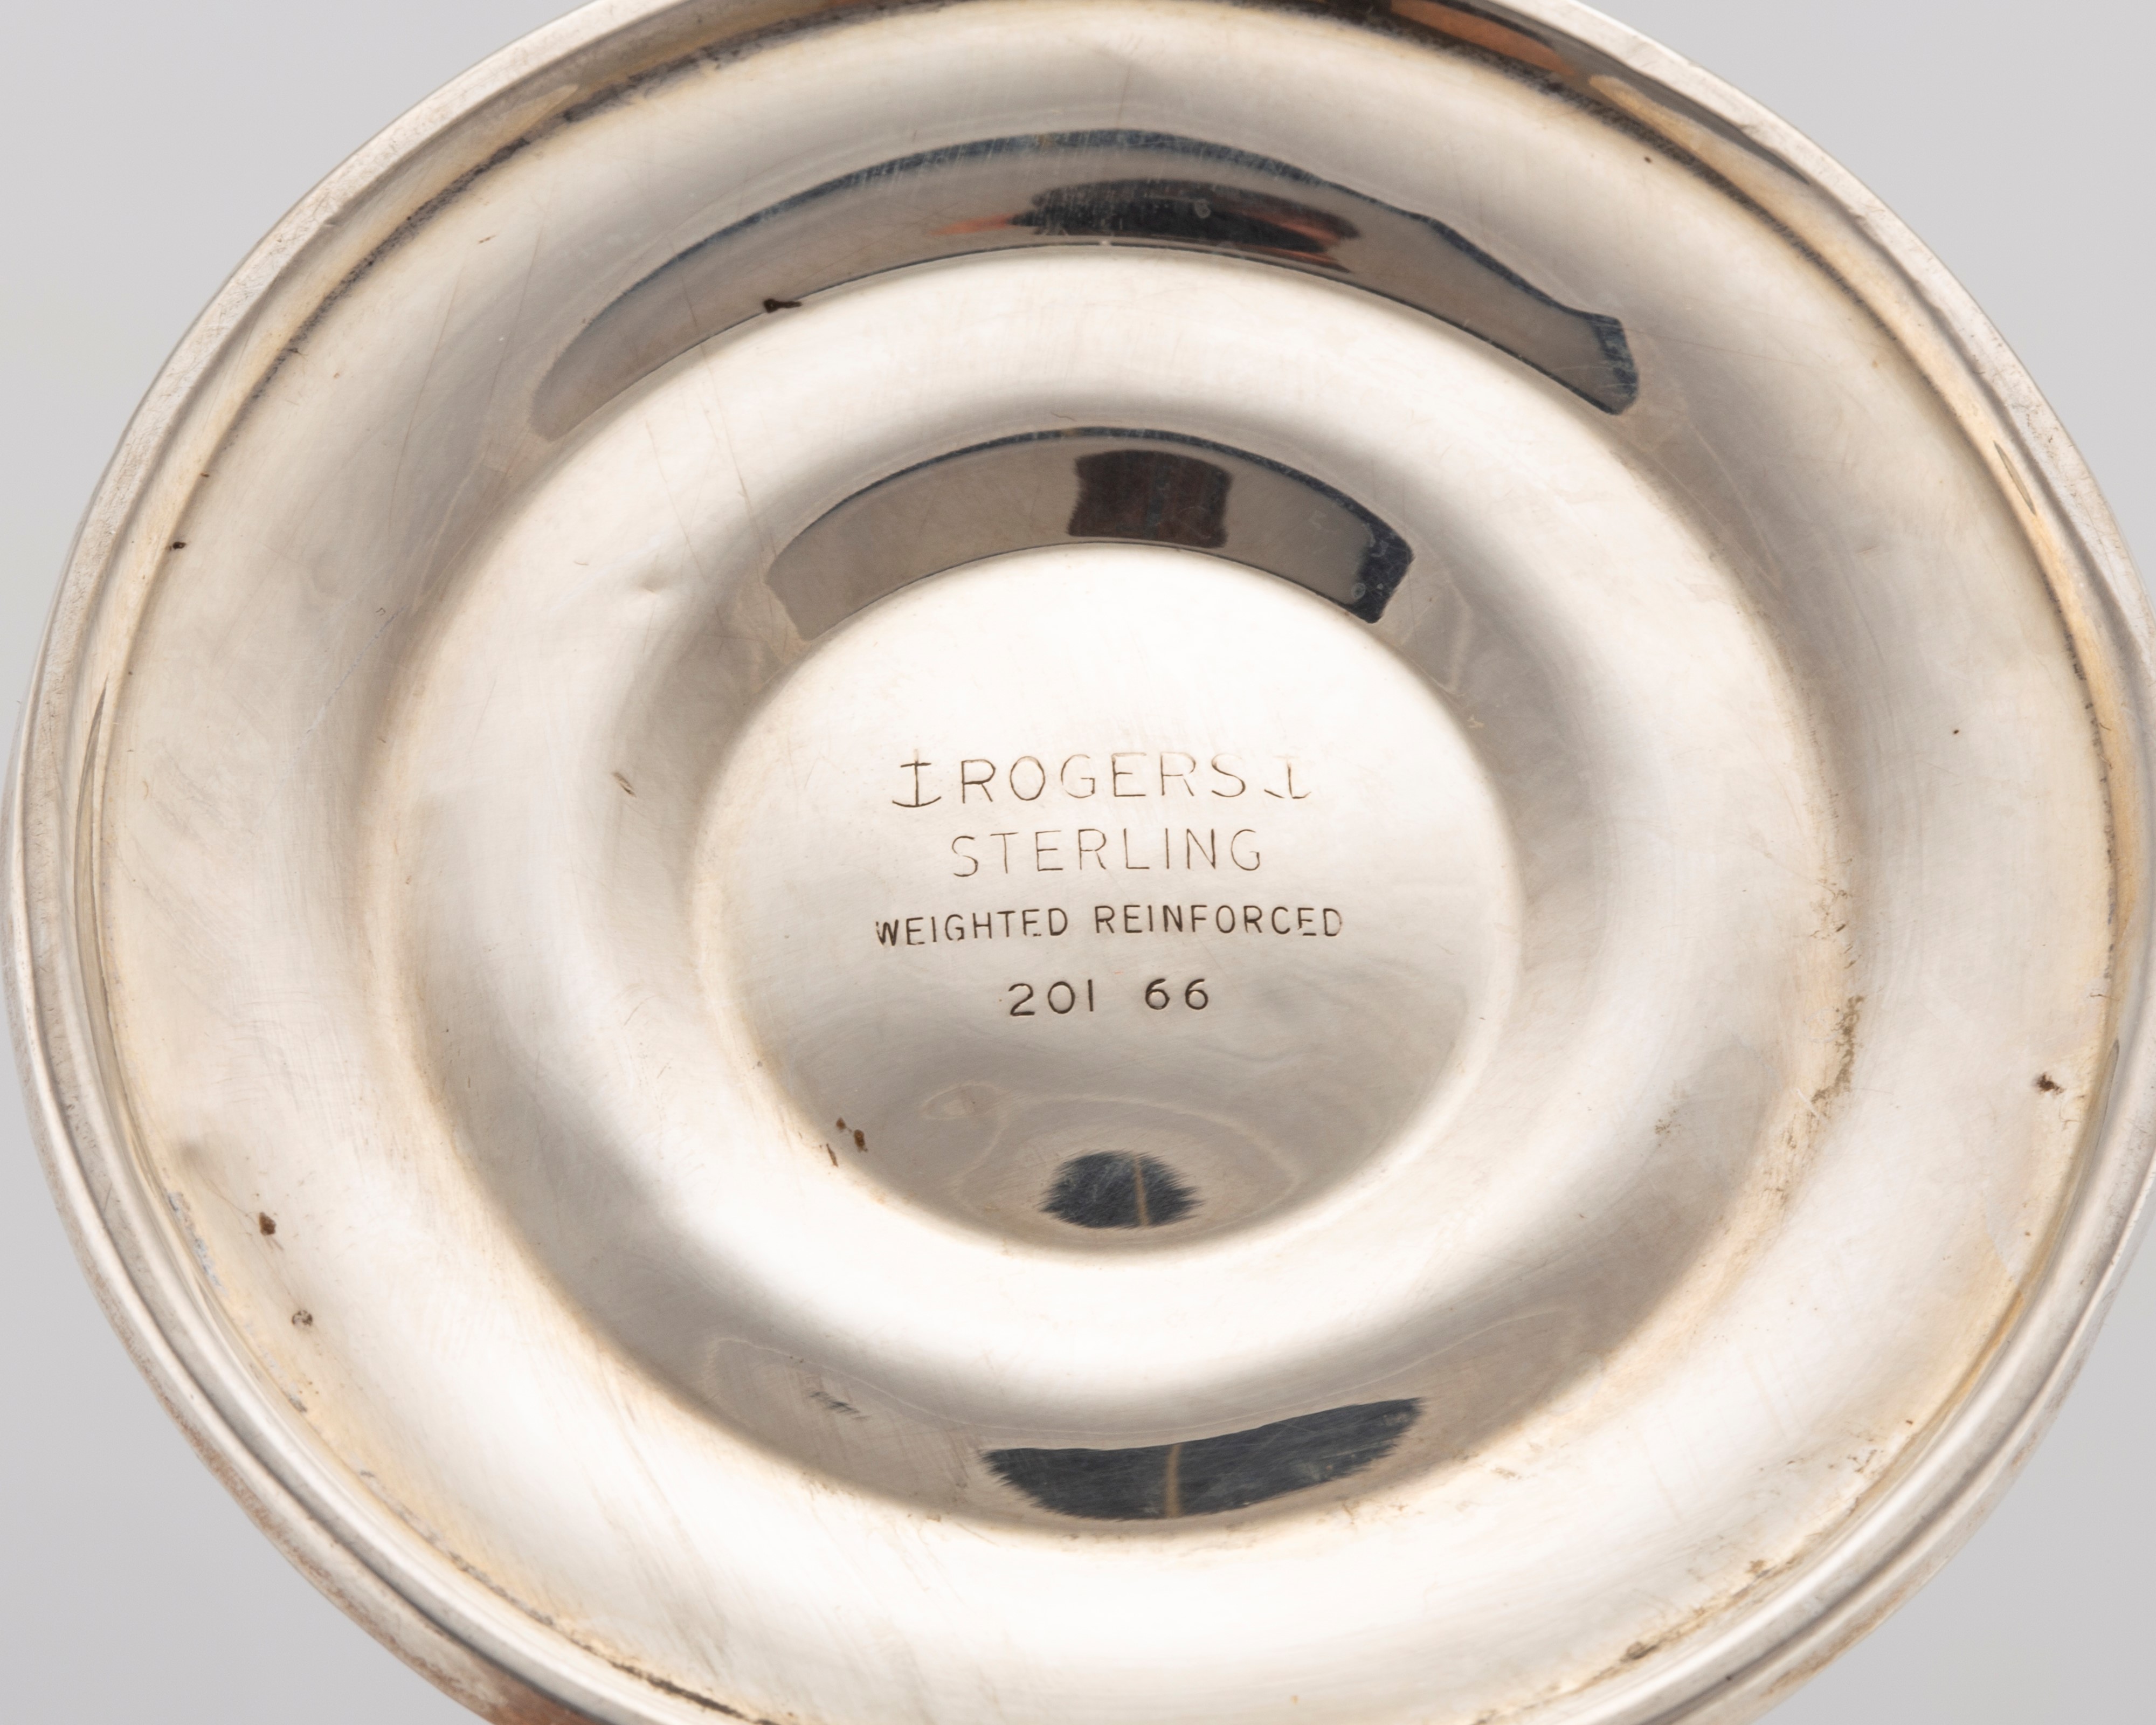 ⚓ROGERS⚓
STERLING
WEIGHTED REINFORCED
201 66